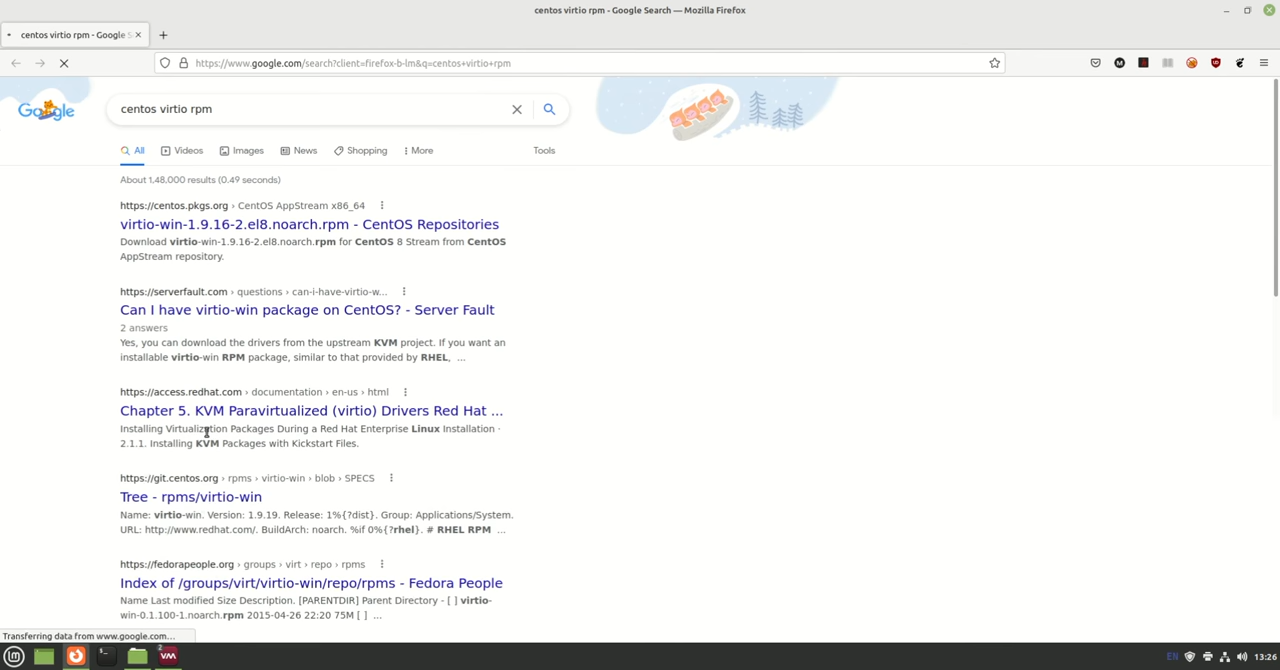 centos virtio rpm - Google Search — Mozilla Firefox
centos virtio rpm - Google S
https://www.google.com/search?client=firefox-b-lm&q=centos+virtio+rpm
Google
centos virtio rpm
All
Videos
Images
News
Shopping
More
Tools
About 1,48,000 results (0.49 seconds)
https://centos.pkgs.org › CentOS AppStream x86_64
virtio-win-1.9.16-2.el8.noarch.rpm - CentOS Repositories
Download virtio-win-1.9.16-2.el8.noarch.rpm for CentOS 8 Stream from CentOS
AppStream repository.
https://serverfault.com › questions › can-i-have-virtio-w...
Can I have virtio-win package on CentOS? - Server Fault
2 answers
Yes, you can download the drivers from the upstream KVM project. If you want an
installable virtio-win RPM package, similar to that provided by RHEL, ...
https://access.redhat.com › documentation › en-us › html
Chapter 5. KVM Paravirtualized (virtio) Drivers Red Hat ...
Installing Virtualization Packages During a Red Hat Enterprise Linux Installation ·
2.1.1. Installing KVM Packages with Kickstart Files.
https://git.centos.org › rpms › virtio-win › blob › SPECS
Tree - rpms/virtio-win
Name: virtio-win. Version: 1.9.19. Release: 1%{?dist}. Group: Applications/System.
URL: http://www.redhat.com/. BuildArch: noarch. %if 0%{?rhel}. # RHEL RPM ...
https://fedorapeople.org › groups › virt › repo › rpms
Index of /groups/virt/virtio-win/repo/rpms - Fedora People
Name Last modified Size Description. [PARENTDIR] Parent Directory - [ ] virtio-
win-0.1.100-1.noarch.rpm 2015-04-26 22:20 75M [ ] ...
Transferring data from www.google.com...
EN
13:26